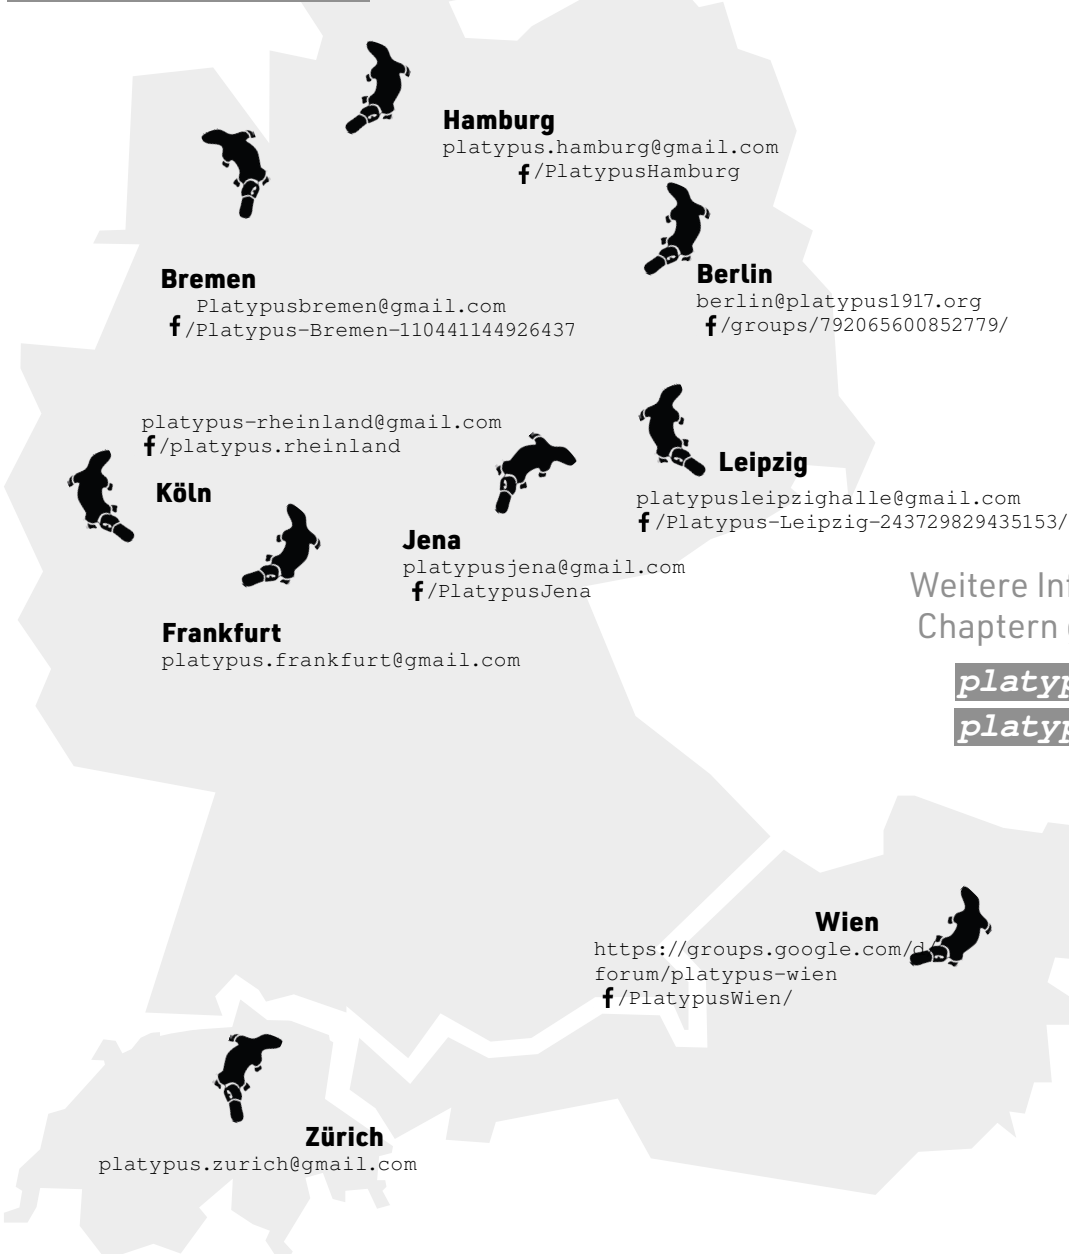 Hamburg
platypus.hamburg@gmail.com
f/PlatypusHamburg
Bremen
Platypusbremen@gmail.com
f/Platypus-Bremen-110441144926437
Berlin
berlin@platypus1917.org
f/groups/792065600852779/
platypus-rheinland@gmail.com
f/platypus.rheinland
Köln
Leipzig
platypusleipzighalle@gmail.com
f/Platypus-Leipzig-243729829435153/
Jena
platypusjena@gmail.com
f/PlatypusJena
Frankfurt
platypus.frankfurt@gmail.com
Weitere
Chaptern
Wien
https://groups.google.com/d/
forum/platypus-wien
f/PlatypusWien/
Zürich
platypus.zurich@gmail.com